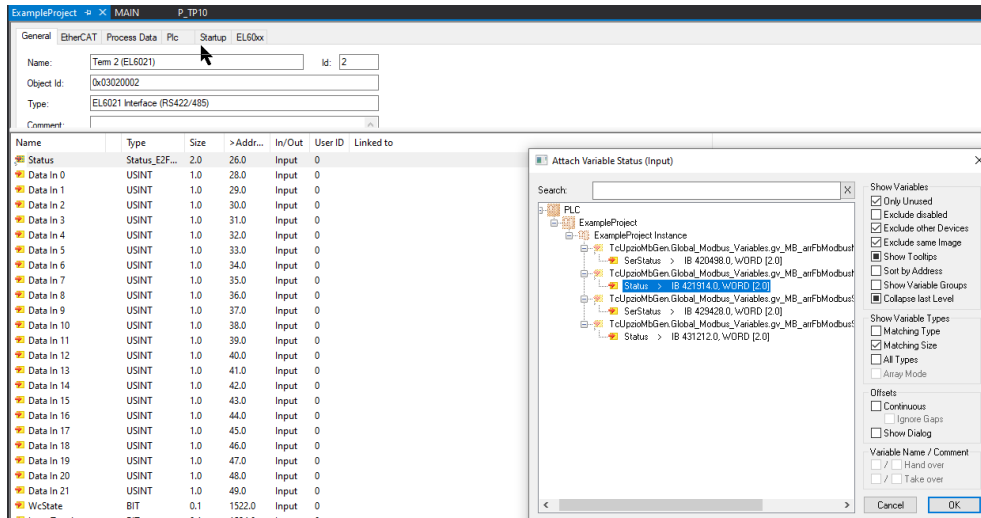 ExampleProject MAIN P_TP10
General EtherCAT Process Data Plc Startup EL60xx
Name: Term 2 (EL6021) Id: 2
Object Id: 0x03020002
Type: EL6021 Interface (RS422/485)
Comment:
Name Type Size >Addr... In/Out User ID Linked to
Status Status_E2F... 2.0 26.0 Input 0
Data In 0 USINT 1.0 28.0 Input 0
Data In 1 USINT 1.0 29.0 Input 0
Data In 2 USINT 1.0 30.0 Input 0
Data In 3 USINT 1.0 31.0 Input 0
Data In 4 USINT 1.0 32.0 Input 0
Data In 5 USINT 1.0 33.0 Input 0
Data In 6 USINT 1.0 34.0 Input 0
Data In 7 USINT 1.0 35.0 Input 0
Data In 8 USINT 1.0 36.0 Input 0
Data In 9 USINT 1.0 37.0 Input 0
Data In 10 USINT 1.0 38.0 Input 0
Data In 11 USINT 1.0 39.0 Input 0
Data In 12 USINT 1.0 40.0 Input 0
Data In 13 USINT 1.0 41.0 Input 0
Data In 14 USINT 1.0 42.0 Input 0
Data In 15 USINT 1.0 43.0 Input 0
Data In 16 USINT 1.0 44.0 Input 0
Data In 17 USINT 1.0 45.0 Input 0
Data In 18 USINT 1.0 46.0 Input 0
Data In 19 USINT 1.0 47.0 Input 0
Data In 20 USINT 1.0 48.0 Input 0
Data In 21 USINT 1.0 49.0 Input 0
WcState BIT 0.1 1522.0 Input 0
Attach Variable Status (Input)
Search:
PLC
ExampleProject
ExampleProject Instance
TcUpzioMbGen.Global_Modbus_Variables.gv_MB_arrFbModbusM
SerStatus > IB 420498.0, WORD [2.0]
TcUpzioMbGen.Global_Modbus_Variables.gv_MB_arrFbModbusM
Status > IB 421914.0, WORD [2.0]
TcUpzioMbGen.Global_Modbus_Variables.gv_MB_arrFbModbusS
SerStatus > IB 429428.0, WORD [2.0]
TcUpzioMbGen.Global_Modbus_Variables.gv_MB_arrFbModbusS
Status > IB 431212.0, WORD [2.0]
Show Variables
Only Unused
Exclude disabled
Exclude other Devices
Exclude same Image
Show Tooltips
Sort by Address
Show Variable Groups
Collapse last Level
Show Variable Types
Matching Type
Matching Size
All Types
Array Mode
Offsets
Continuous
Ignore Gaps
Show Dialog
Variable Name / Comment
/ Hand over
/ Take over
Cancel OK